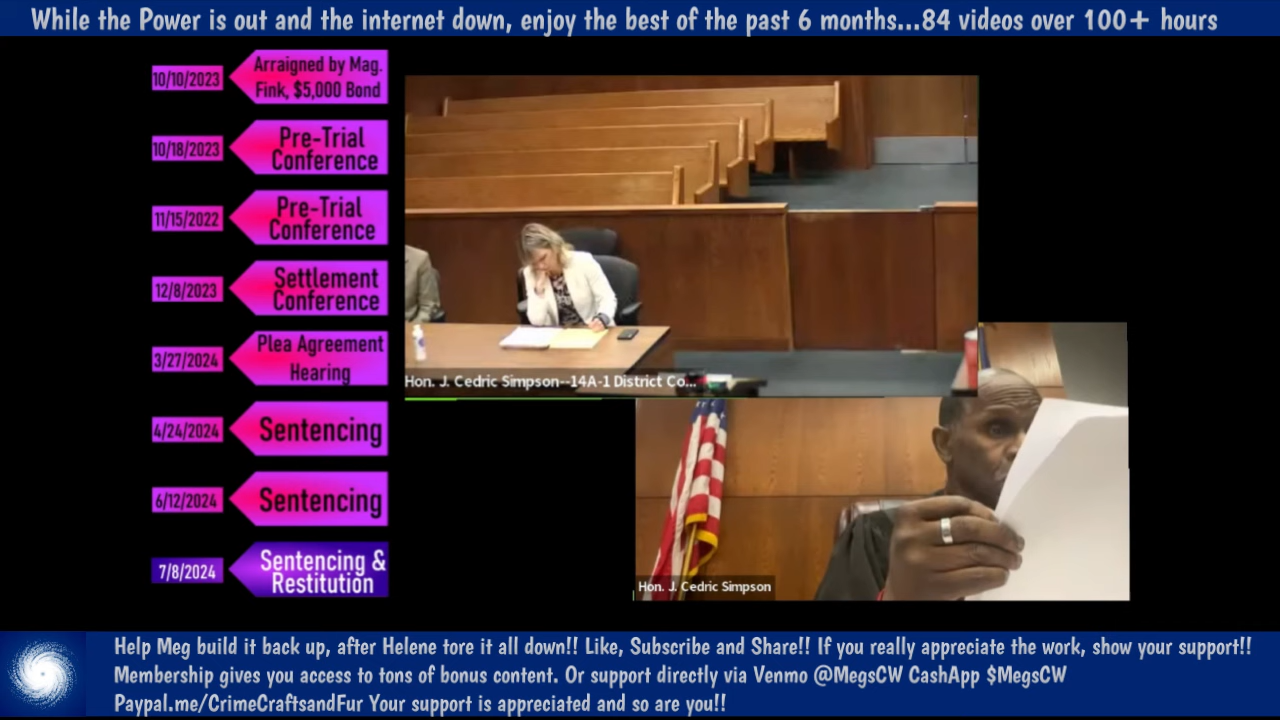 While the Power is out and the internet down, enjoy the best of the past 6 months...84 videos over 100+ hours
10/10/2023
Arraigned by Mag.
Fink, $5,000 Bond
10/18/2023
Pre-Trial
Conference
11/15/2022
Pre-Trial
Conference
12/8/2023
Settlement
Conference
3/27/2024
Plea Agreement
Hearing
4/24/2024
Sentencing
6/12/2024
Sentencing
7/8/2024
Sentencing &
Restitution
Hon. J. Cedric Simpson--14A-1 District Co...
Hon. J. Cedric Simpson
Help Meg build it back up, after Helene tore it all down!! Like, Subscribe and Share!! If you really appreciate the work, show your support!!
Membership gives you access to tons of bonus content. Or support directly via Venmo @MegsCW CashApp $MegsCW
Paypal.me/CrimeCraftsandFur Your support is appreciated and so are you!!